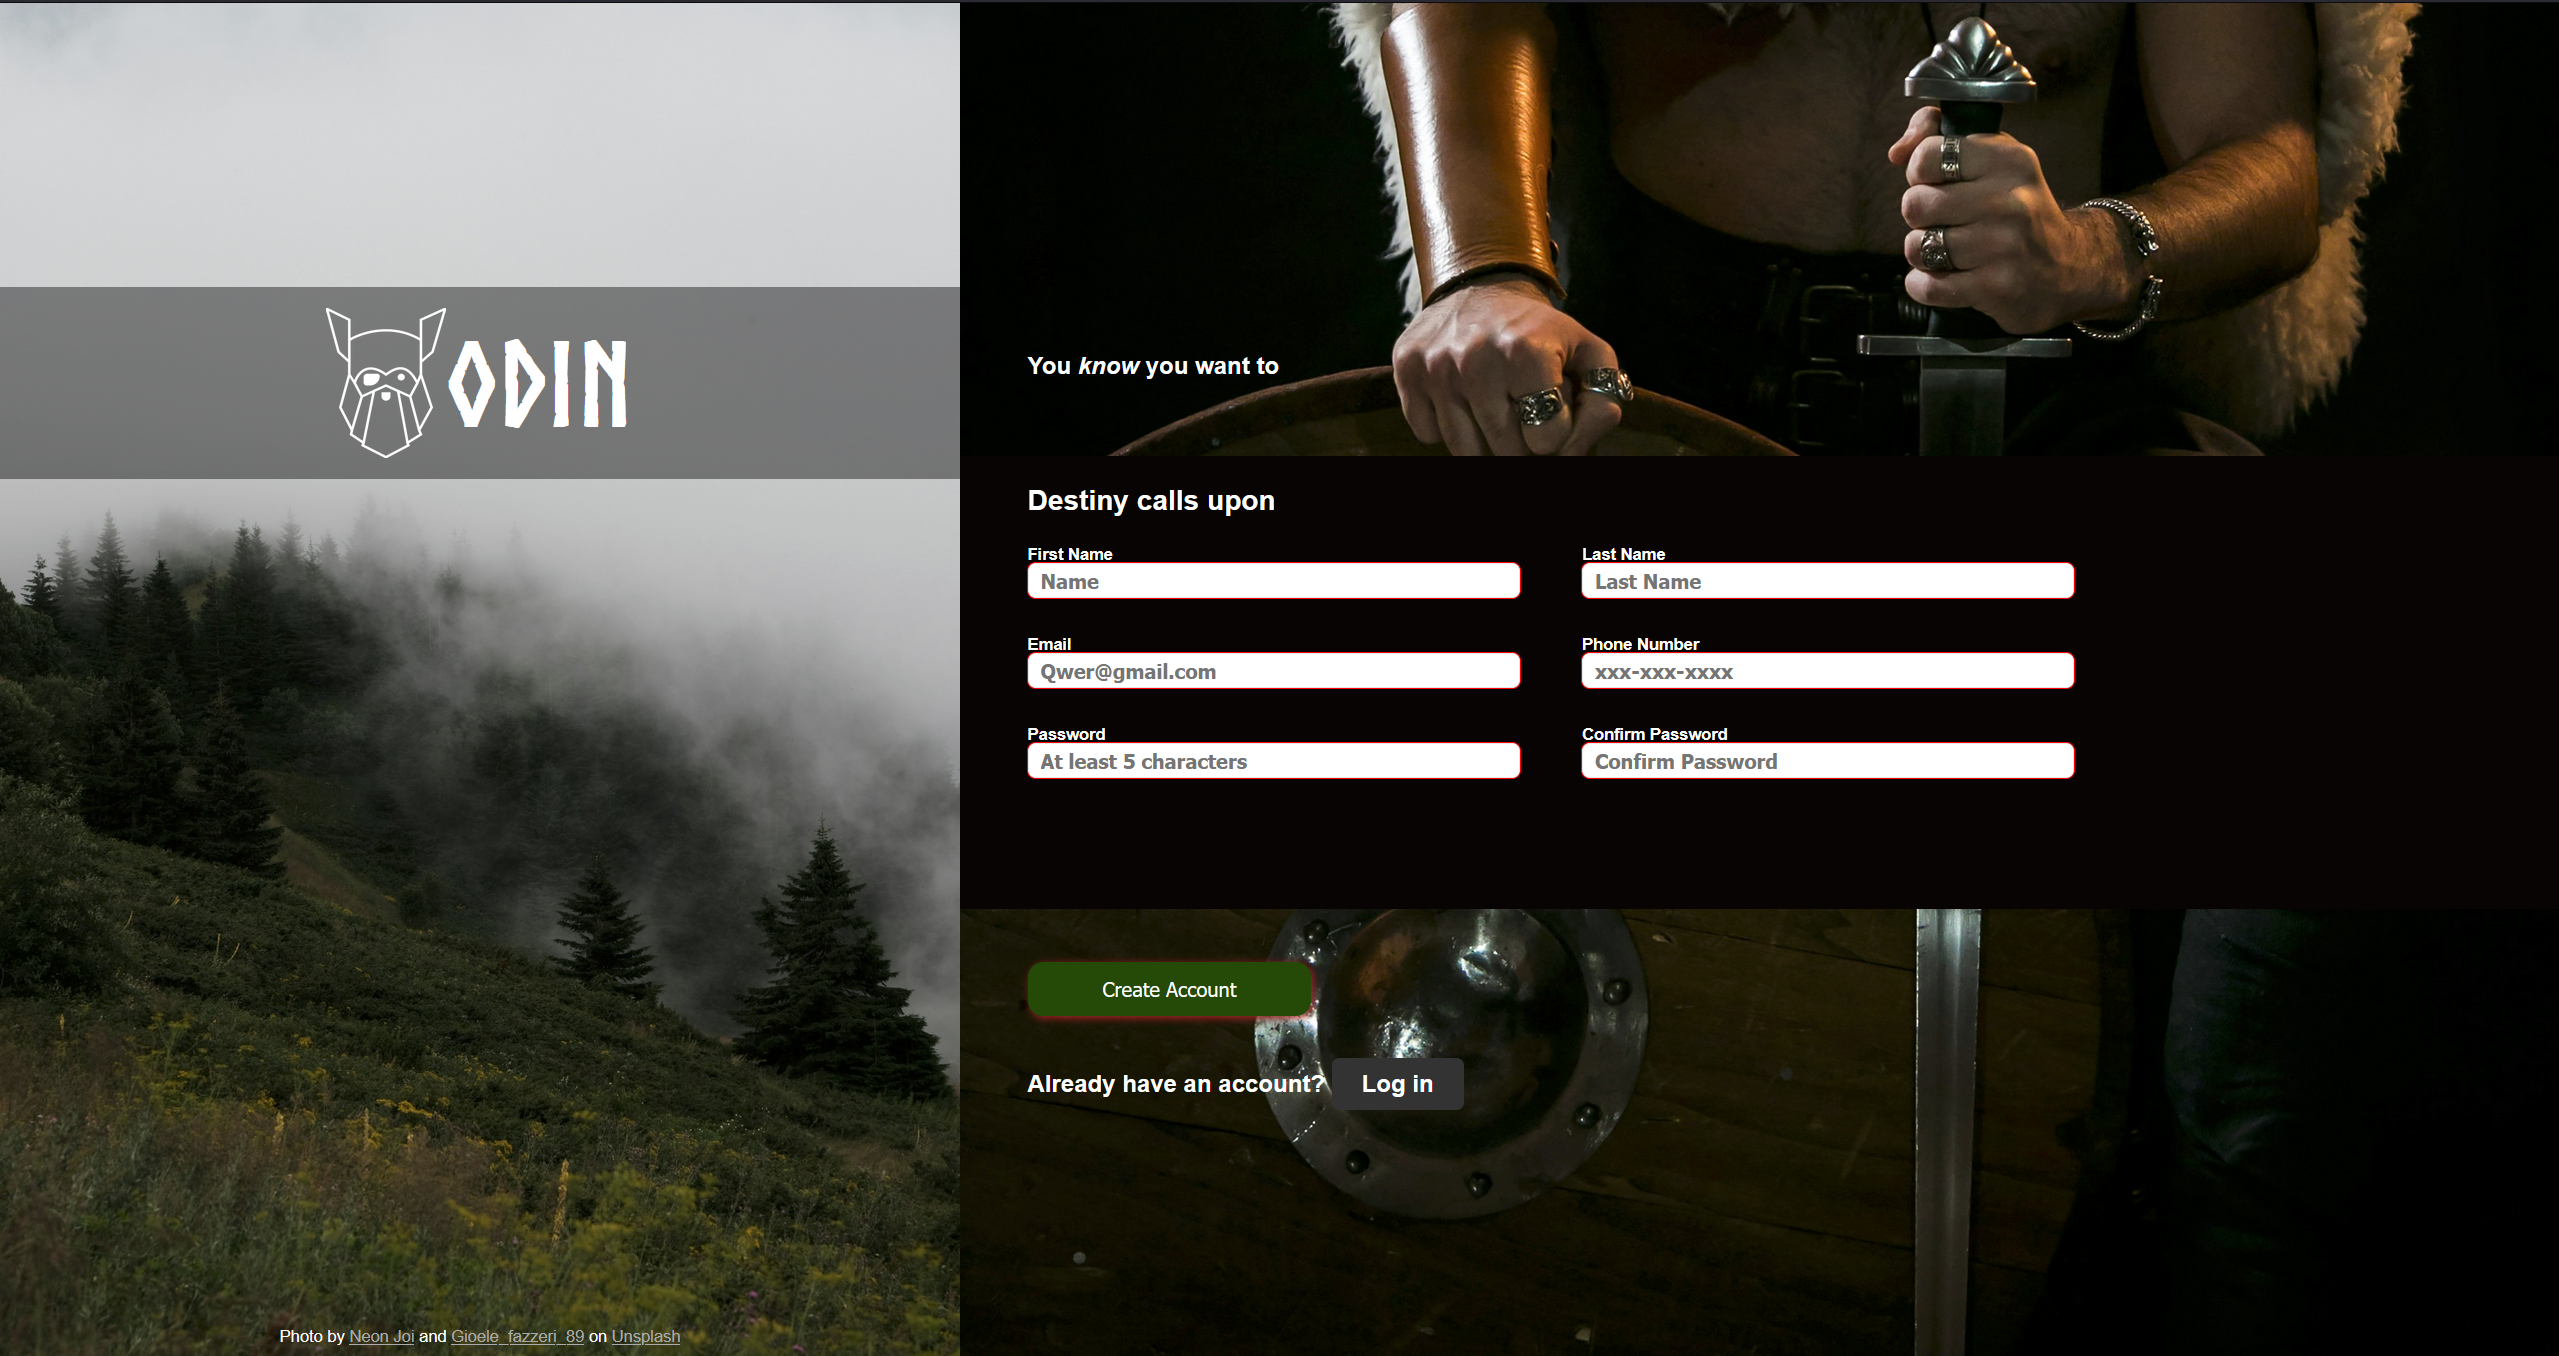 ODIN
You know you want to
Destiny calls upon
First Name
Last Name
Name
Last Name
Email
Phone Number
Qwer@gmail.com
xxx-xxx-xxxx
Password
Confirm Password
At least 5 characters
Confirm Password
Create Account
Already have an account? Log in
Photo by Neon Joi and Gioele_fazzeri_89 on Unsplash